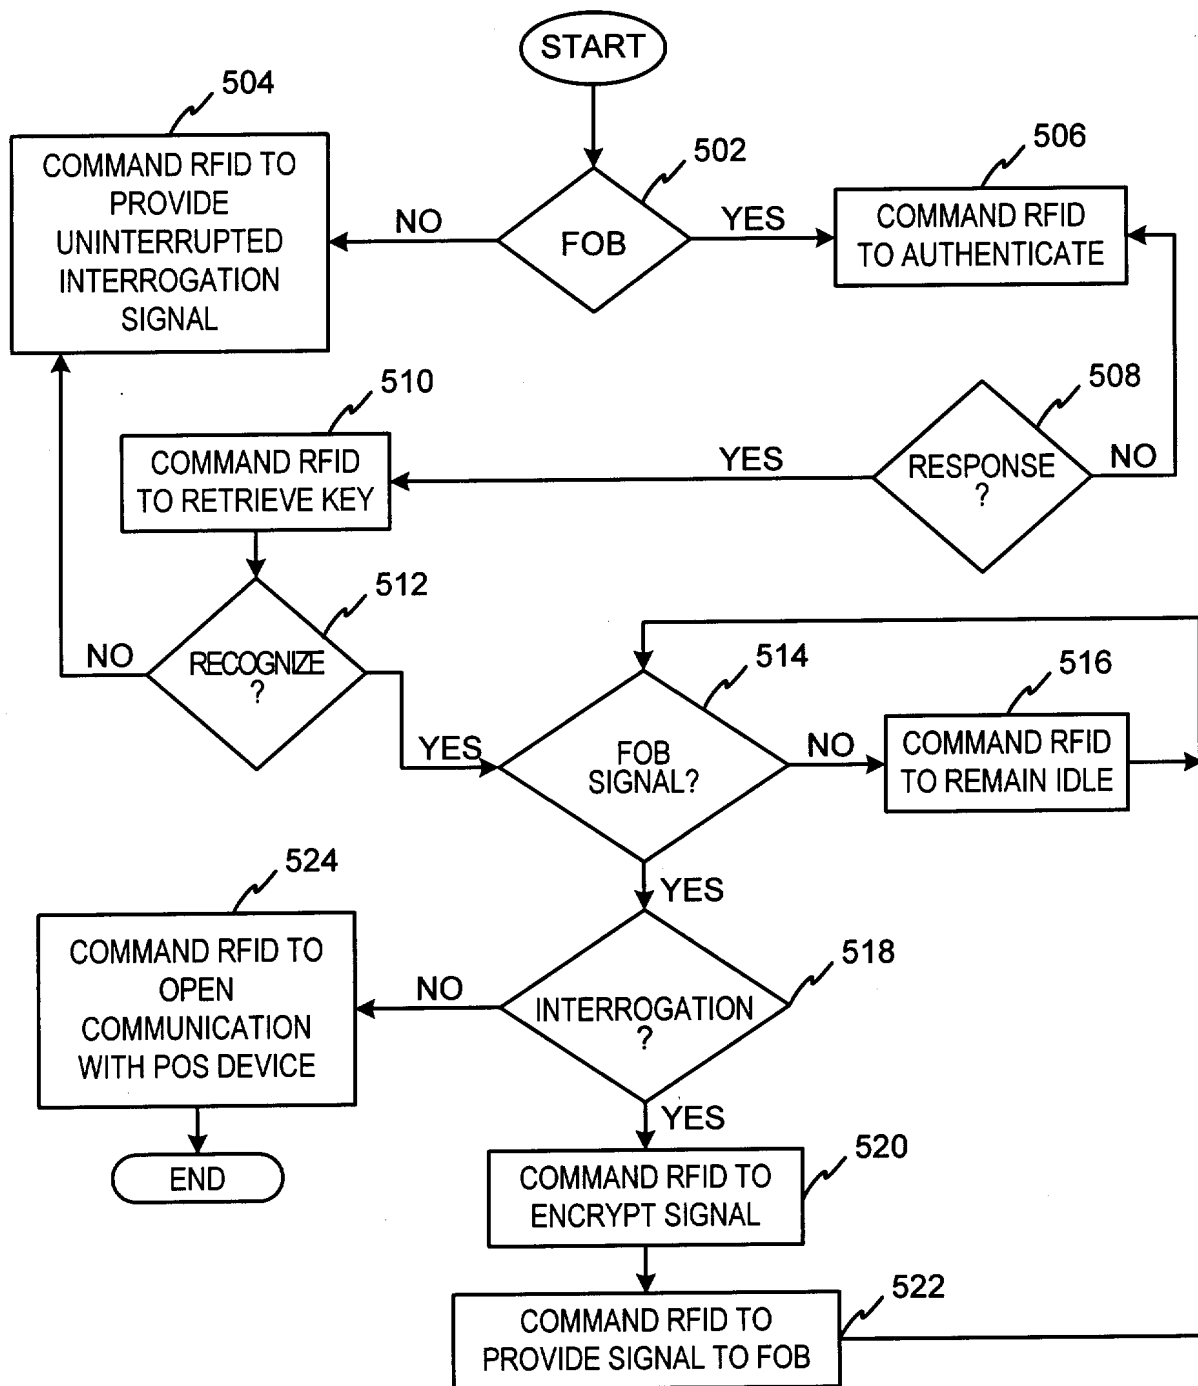 START
504
COMMAND RFID TO
PROVIDE
UNINTERRUPTED
INTERROGATION
SIGNAL
NO
502
FOB
YES
506
COMMAND RFID
TO AUTHENTICATE
510
COMMAND RFID
TO RETRIEVE KEY
YES
508
RESPONSE
?
NO
512
NO
RECOGNIZE
?
YES
514
FOB
SIGNAL?
NO
516
COMMAND RFID
TO REMAIN IDLE
YES
524
COMMAND RFID TO
OPEN
COMMUNICATION
WITH POS DEVICE
NO
518
INTERROGATION
?
YES
END
520
COMMAND RFID TO
ENCRYPT SIGNAL
522
COMMAND RFID TO
PROVIDE SIGNAL TO FOB